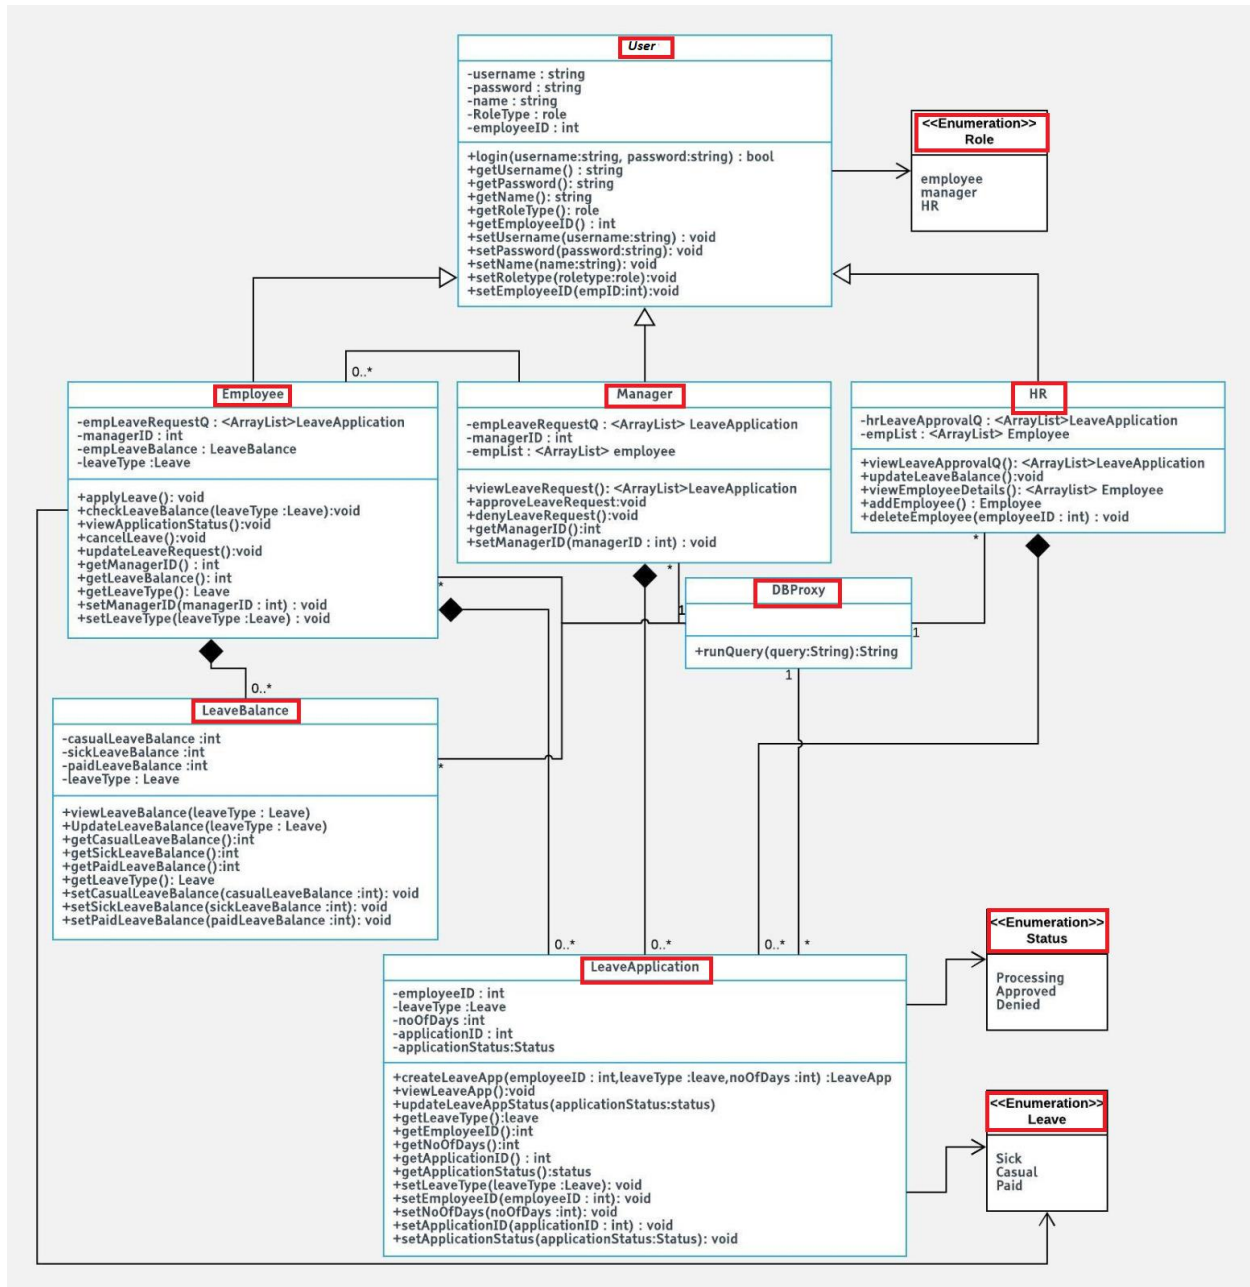 User
-username : string
-password : string
-name : string
-RoleType : role
-employeeID : int
+login(username:string, password:string) : bool
+getUsername() : string
+getPassword(): string
+getName(): string
+getRoleType(): role
+getEmployeeID() : int
+setUsername(username:string) : void
+setPassword(password:string): void
+setName(name:string): void
+setRoletype(roletype:role):void
+setEmployeeID(empID:int):void
<<Enumeration>>
Role
employee
manager
HR
0..*
Employee
-empLeaveRequestQ : <ArrayList>LeaveApplication
-managerID : int
-empLeaveBalance : LeaveBalance
-leaveType :Leave
+applyLeave(): void
+checkLeaveBalance(leaveType :Leave):void
+viewApplicationStatus():void
+cancelLeave():void
+updateLeaveRequest():void
+getManagerID() : int
+getLeaveBalance(): int
+getLeaveType(): Leave
+setManagerID(managerID : int) : void
+setLeaveType(leaveType :Leave) : void
Manager
-empLeaveRequestQ : <ArrayList> LeaveApplication
-managerID : int
-empList : <ArrayList> employee
+viewLeaveRequest(): <ArrayList>LeaveApplication
+approveLeaveRequest:void
+denyLeaveRequest():void
+getManagerID():int
+setManagerID(managerID : int) : void
HR
-hrLeaveApprovalQ : <ArrayList>LeaveApplication
-empList : <ArrayList> Employee
+viewLeaveApprovalQ(): <ArrayList>LeaveApplication
+updateLeaveBalance():void
+viewEmployeeDetails(): <Arraylist> Employee
+addEmployee() : Employee
+deleteEmployee(employeeID : int) : void
*
*
*
1
1
DBProxy
+runQuery(query:String):String
1
0..*
LeaveBalance
-casualLeaveBalance :int
-sickLeaveBalance :int
-paidLeaveBalance :int
-leaveType : Leave
+viewLeaveBalance(leaveType : Leave)
+UpdateLeaveBalance(leaveType : Leave)
+getCasualLeaveBalance():int
+getSickLeaveBalance():int
+getPaidLeaveBalance():int
+getLeaveType(): Leave
+setCasualLeaveBalance(casualLeaveBalance :int): void
+setSickLeaveBalance(sickLeaveBalance :int): void
+setPaidLeaveBalance(paidLeaveBalance :int): void
*
0..*
0..*
0..*
*
LeaveApplication
-employeeID : int
-leaveType :Leave
-noOfDays :int
-applicationID : int
-applicationStatus:Status
+createLeaveApp(employeeID : int,leaveType :leave,noOfDays :int) :LeaveApp
+viewLeaveApp():void
+updateLeaveAppStatus(applicationStatus:status)
+getLeaveType():leave
+getEmployeeID():int
+getNoOfDays():int
+getApplicationID() : int
+getApplicationStatus():status
+setLeaveType(leaveType :Leave): void
+setEmployeeID(employeeID : int): void
+setNoOfDays(noOfDays :int): void
+setApplicationID(applicationID : int) : void
+setApplicationStatus(applicationStatus:Status): void
<<Enumeration>>
Status
Processing
Approved
Denied
<<Enumeration>>
Leave
Sick
Casual
Paid